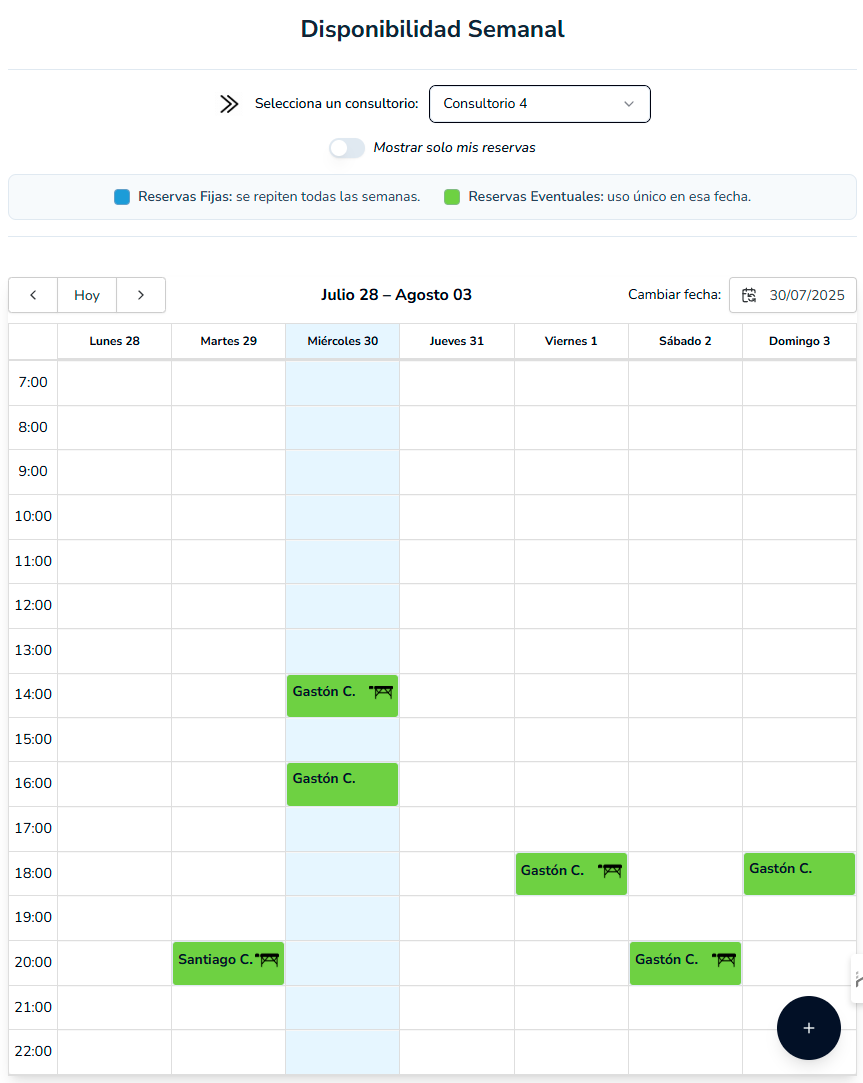 Disponibilidad Semanal
Selecciona un consultorio: Consultorio 4
Mostrar solo mis reservas
Reservas Fijas: se repiten todas las semanas. Reservas Eventuales: uso único en esa fecha.
Hoy Julio 28 – Agosto 03 Cambiar fecha: 30/07/2025
Lunes 28 Martes 29 Miércoles 30 Jueves 31 Viernes 1 Sábado 2 Domingo 3
7:00
8:00
9:00
10:00
11:00
12:00
13:00
14:00 Gastón C.
15:00
16:00 Gastón C.
17:00
18:00 Gastón C. Gastón C.
19:00
20:00 Santiago C. Gastón C.
21:00
22:00